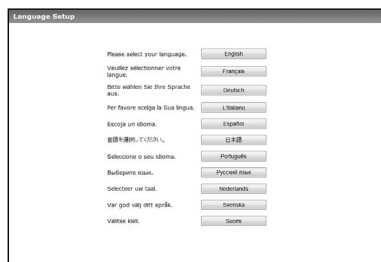 Language Setup
Please select your language. English
Veuillez sélectionner votre
langue. Français
Bitte wählen Sie Ihre Sprache
aus. Deutsch
Per favore scelga la Sua lingua. L'Italiano
Escoja un idioma. Español
言語を選択してください。 日本語
Seleccione o seu idioma. Português
Выберите язык. Русский язык
Selecteer uw taal. Nederlands
Var god välj ditt språk. Svenska
Valitse kieli. Suomi